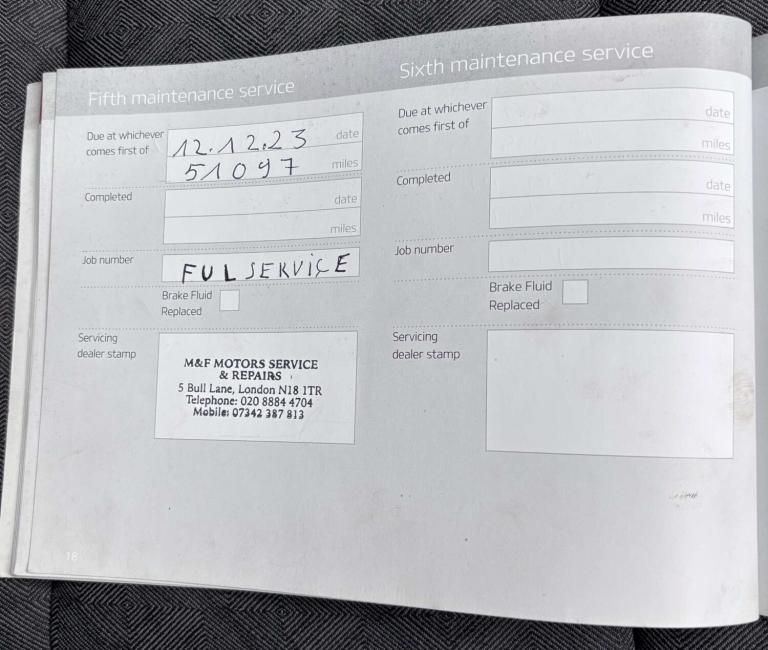 Fifth maintenance service
Due at whichever
comes first of
12.12.23 date
51097 miles
Completed
date
miles
Job number
FUL SERVICE
Brake Fluid
Replaced
Servicing
dealer stamp
M&F MOTORS SERVICE
& REPAIRS
5 Bull Lane, London N18 1TR
Telephone: 020 8884 4704
Mobile: 07342 387 813
18
Sixth maintenance service
Due at whichever
comes first of
date
miles
Completed
date
miles
Job number
Brake Fluid
Replaced
Servicing
dealer stamp